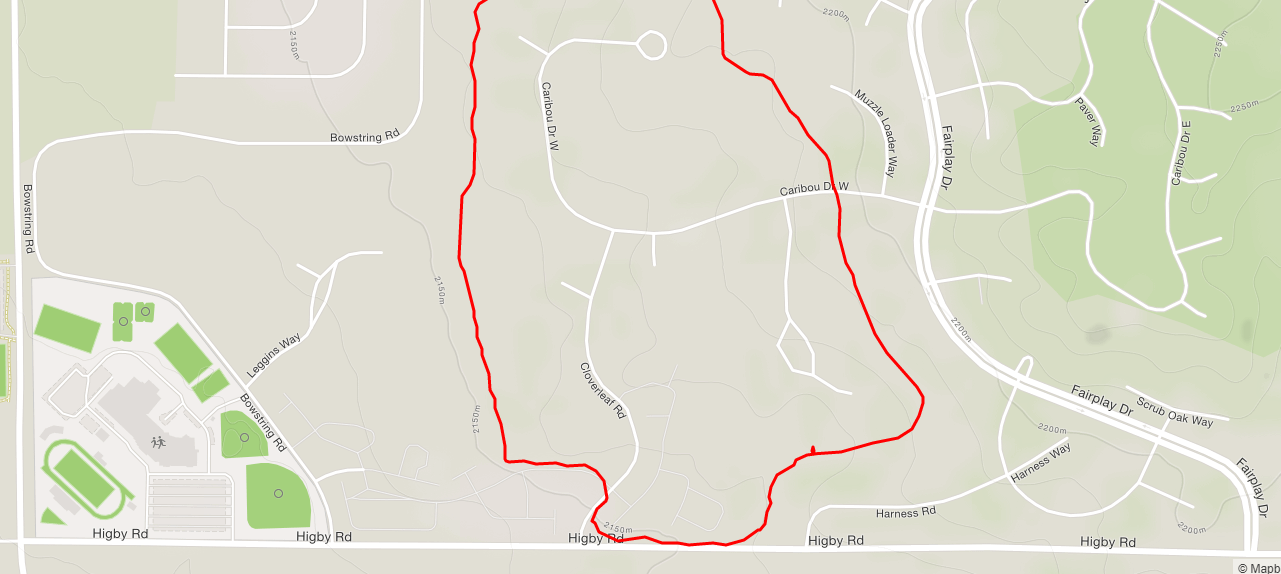 2200m
2150m
2250m
2250m
Muzzle Loader Way
Paver Way
Caribou Dr W
Bowstring Rd
Fairplay Dr
Caribou Dr E
Caribou Dr W
Bowstring Rd
2150m
2200m
Leggins Way
Cloverleaf Rd
Fairplay Dr
Scrub Oak Way
Bowstring Rd
2150m
2200m
Harness Way
Fairplay Dr
Harness Rd
2150m
2200m
Higby Rd
Higby Rd
Higby Rd
Higby Rd
Higby Rd
© Mapb